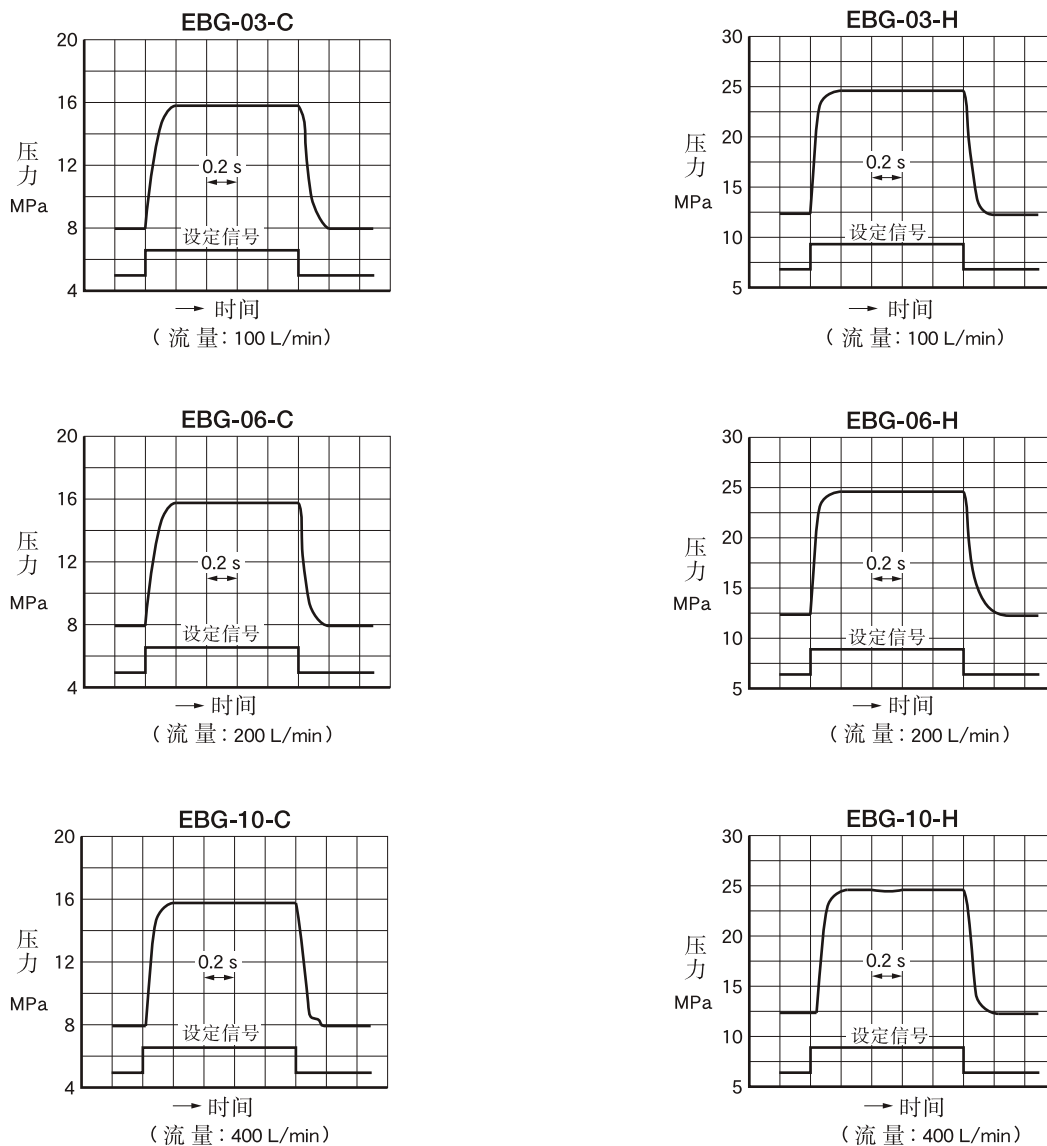 EBG-03-C
20
16
12
8
4
压力
MPa
0.2 s
设定信号
→ 时间
( 流 量 : 100 L/min )
EBG-03-H
30
25
20
15
10
5
压力
MPa
0.2 s
设定信号
→ 时间
( 流 量 : 100 L/min )
EBG-06-C
20
16
12
8
4
压力
MPa
0.2 s
设定信号
→ 时间
( 流 量 : 200 L/min )
EBG-06-H
30
25
20
15
10
5
压力
MPa
0.2 s
设定信号
→ 时间
( 流 量 : 200 L/min )
EBG-10-C
20
16
12
8
4
压力
MPa
0.2 s
设定信号
→ 时间
( 流 量 : 400 L/min )
EBG-10-H
30
25
20
15
10
5
压力
MPa
0.2 s
设定信号
→ 时间
( 流 量 : 400 L/min )